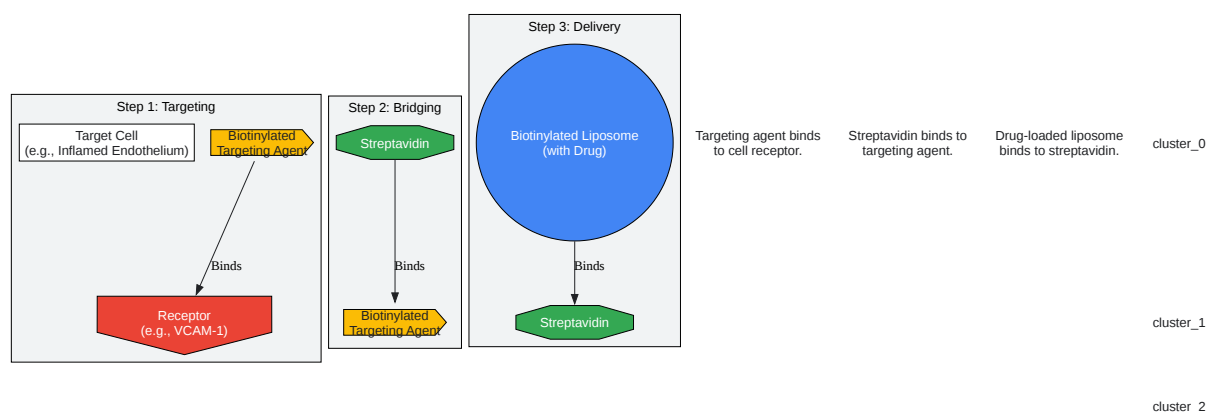 Step 1: Targeting
Target Cell
(e.g., Inflamed Endothelium)
Biotinylated
Targeting Agent
Binds
Receptor
(e.g., VCAM-1)
Step 2: Bridging
Streptavidin
Binds
Biotinylated
Targeting Agent
Step 3: Delivery
Biotinylated Liposome
(with Drug)
Binds
Streptavidin
Targeting agent binds
to cell receptor.
Streptavidin binds to
targeting agent.
Drug-loaded liposome
binds to streptavidin.
cluster_0
cluster_1
cluster_2